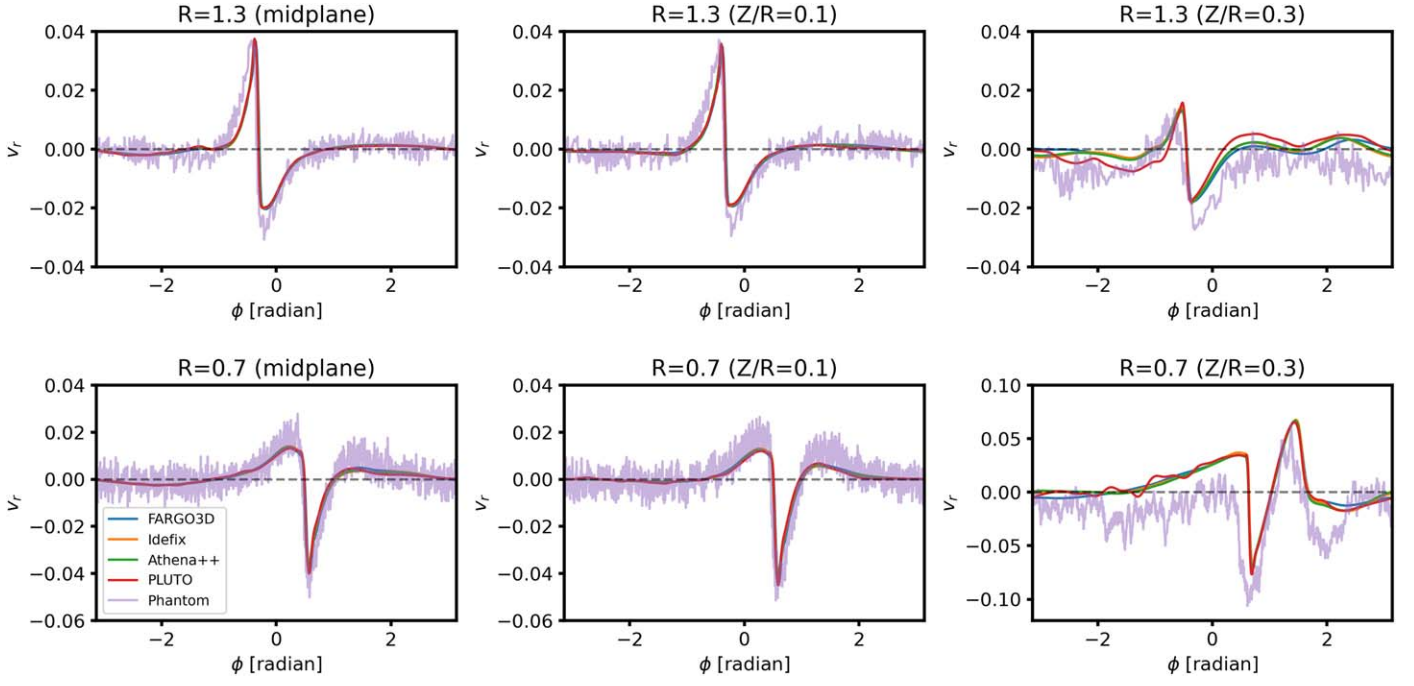 R=1.3 (midplane)
0.04
0.02
0.00
−0.02
−0.04
v_r
−2
0
2
ϕ [radian]
R=1.3 (Z/R=0.1)
0.04
0.02
0.00
−0.02
−0.04
v_r
−2
0
2
ϕ [radian]
R=1.3 (Z/R=0.3)
0.04
0.02
0.00
−0.02
−0.04
v_r
−2
0
2
ϕ [radian]
R=0.7 (midplane)
0.04
0.02
0.00
−0.02
−0.04
−0.06
v_r
FARGO3D
Idefix
Athena++
PLUTO
Phantom
−2
0
2
ϕ [radian]
R=0.7 (Z/R=0.1)
0.04
0.02
0.00
−0.02
−0.04
−0.06
v_r
−2
0
2
ϕ [radian]
R=0.7 (Z/R=0.3)
0.10
0.05
0.00
−0.05
−0.10
v_r
−2
0
2
ϕ [radian]